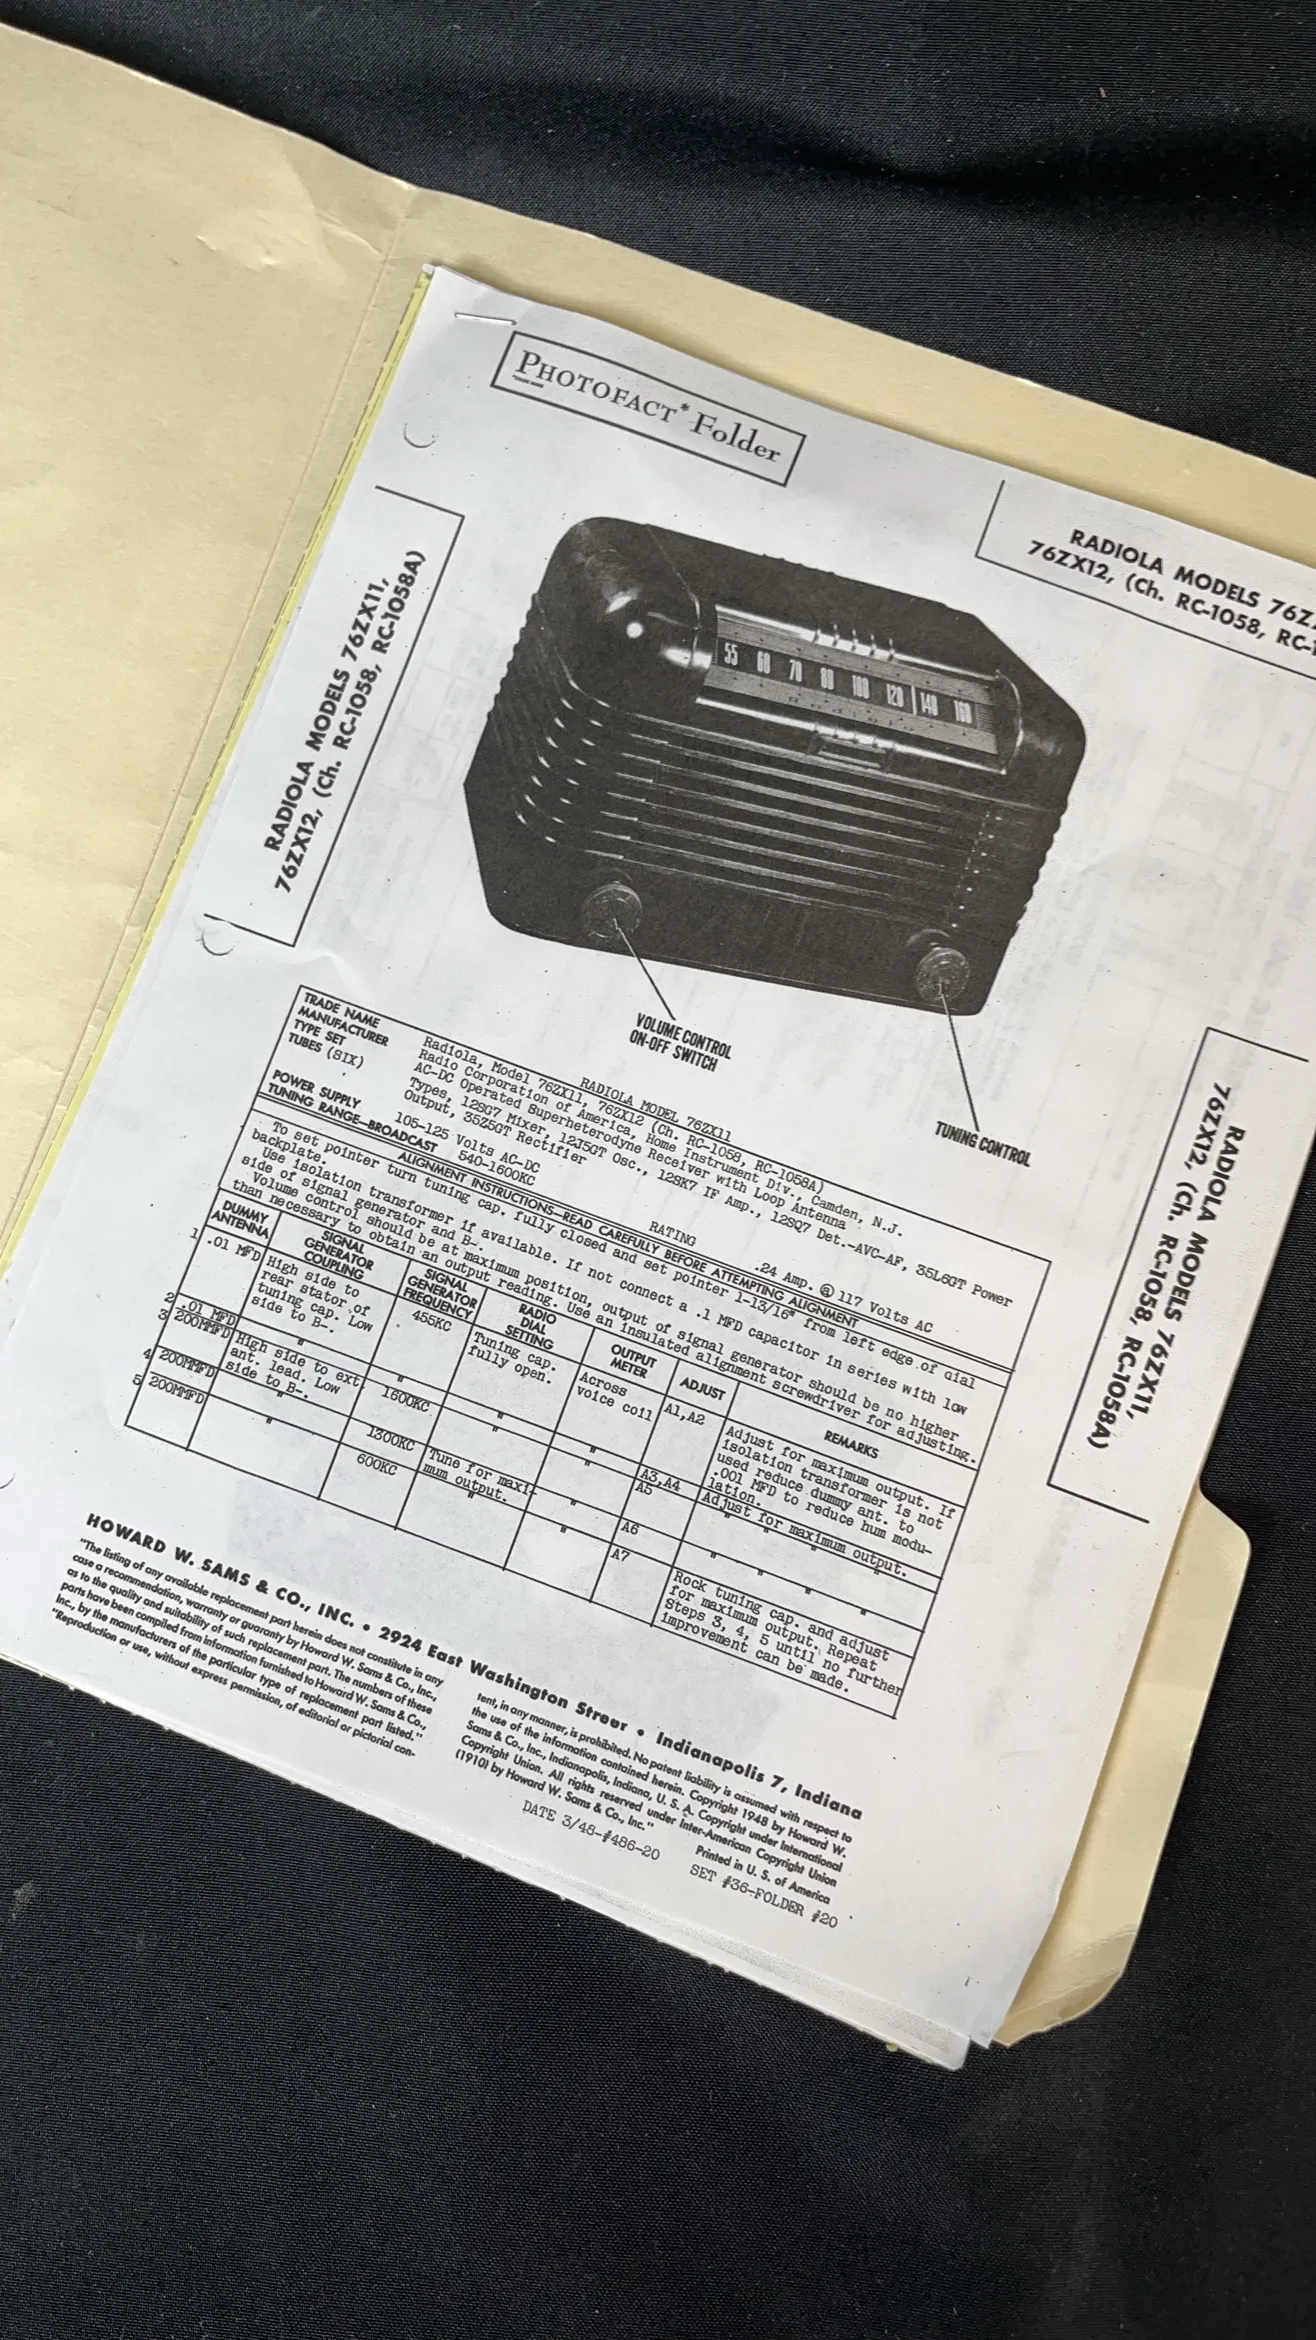 PHOTOFACT* Folder
*TRADE MARK
RADIOLA MODELS 76Z
76ZX12, (Ch. RC-1058, RC-1
RADIOLA MODELS 76ZX11,
76ZX12, (Ch. RC-1058, RC-1058A)
55 60 70 80 100 120 140 160
Radiola
VOLUME CONTROL
ON-OFF SWITCH
TUNING CONTROL
RADIOLA MODELS 76ZX11,
76ZX12, (Ch. RC-1058, RC-1058A)
RADIOLA MODEL 76ZX11
TRADE NAME Radiola, Model 76ZX11, 76ZX12 (Ch. RC-1058, RC-1058A)
MANUFACTURER Radio Corporation of America, Home Instrument Div., Camden, N.J.
TYPE SET AC-DC Operated Superheterodyne Receiver with Loop Antenna
TUBES (SIX) Types, 12SG7 Mixer, 12J5GT Osc., 12SK7 IF Amp., 12SQ7 Det.-AVC-AF, 35L6GT Power
Output, 35Z5GT Rectifier
POWER SUPPLY 105-125 Volts AC-DC RATING .24 Amp. @ 117 Volts AC
TUNING RANGE—BROADCAST 540-1600KC
ALIGNMENT INSTRUCTIONS—READ CAREFULLY BEFORE ATTEMPTING ALIGNMENT
To set pointer turn tuning cap. fully closed and set pointer 1-13/16" from left edge of dial
backplate.
Use isolation transformer if available. If not connect a .1 MFD capacitor in series with low
side of signal generator and B-.
Volume control should be at maximum position, output of signal generator should be no higher
than necessary to obtain an output reading. Use an insulated alignment screwdriver for adjusting.
DUMMY ANTENNA SIGNAL GENERATOR COUPLING SIGNAL GENERATOR FREQUENCY RADIO DIAL SETTING OUTPUT METER ADJUST REMARKS
1 .01 MFD High side to rear stator of tuning cap. Low side to B-. 455KC Tuning cap. fully open. Across voice coil A1,A2 Adjust for maximum output. If isolation transformer is not used reduce dummy ant. to .001 MFD to reduce hum modu-lation.
2 .01 MFD " " " " A3,A4 Adjust for maximum output.
3 200MMFD High side to ext. ant. lead. Low side to B-. 1600KC " " A5 " " " "
4 200MMFD " 1300KC Tune for maxi-mum output. " A6 " " " "
5 200MMFD " 600KC " " A7 Rock tuning cap. and adjust for maximum output. Repeat Steps 3, 4, 5 until no further improvement can be made.
HOWARD W. SAMS & CO., INC. • 2924 East Washington Street • Indianapolis 7, Indiana
"The listing of any available replacement part herein does not constitute in any
case a recommendation, warranty or guaranty by Howard W. Sams & Co., Inc.,
as to the quality and suitability of such replacement part. The numbers of these
parts have been compiled from information furnished to Howard W. Sams & Co.,
Inc., by the manufacturers of the particular type of replacement part listed."
"Reproduction or use, without express permission, of editorial or pictorial con-
tent, in any manner, is prohibited. No patent liability is assumed with respect to
the use of the information contained herein. Copyright 1948 by Howard W.
Sams & Co., Inc., Indianapolis, Indiana, U. S. A. Copyright under International
Copyright Union. All rights reserved under Inter-American Copyright Union
(1910) by Howard W. Sams & Co., Inc."
Printed in U. S. of America
DATE 3/48-#486-20
SET #36-FOLDER #20